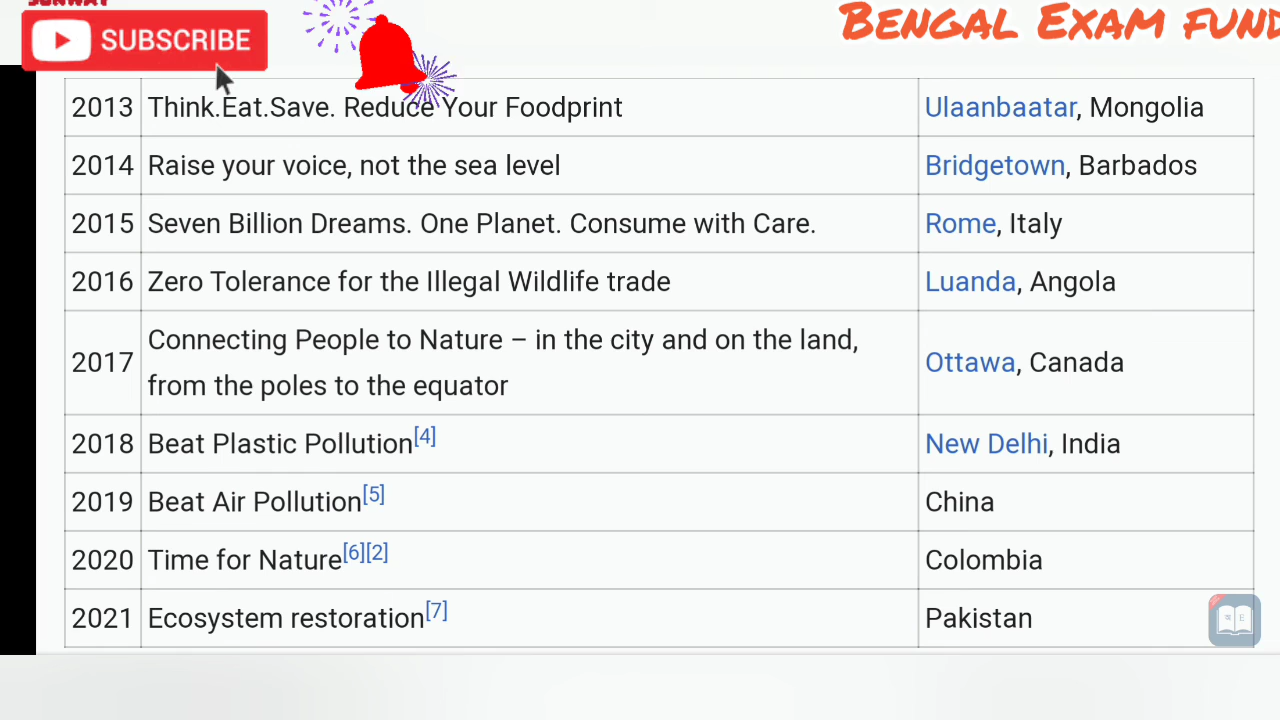 SUBSCRIBE
BENGAL EXAM FUND
2013 Think.Eat.Save. Reduce Your Foodprint Ulaanbaatar, Mongolia
2014 Raise your voice, not the sea level Bridgetown, Barbados
2015 Seven Billion Dreams. One Planet. Consume with Care. Rome, Italy
2016 Zero Tolerance for the Illegal Wildlife trade Luanda, Angola
2017 Connecting People to Nature – in the city and on the land,
from the poles to the equator Ottawa, Canada
2018 Beat Plastic Pollution[4] New Delhi, India
2019 Beat Air Pollution[5] China
2020 Time for Nature[6][2] Colombia
2021 Ecosystem restoration[7] Pakistan